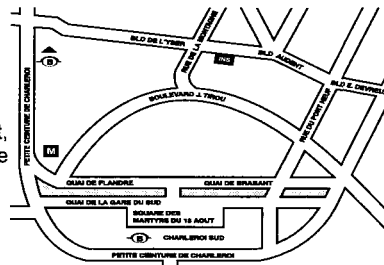 BLD DE L'YSER
RUE DE LA MONTAGNE
INS
BLD AUDENT
BLD E. DEVREUX
B
PETITE CEINTURE DE CHARLEROI
BOULEVARD J. TIROU
RUE DU PONT NEUF
M
QUAI DE FLANDRE
QUAI DE BRABANT
QUAI DE LA GARE DU SUD
SQUARE DES
MARTYRS DU 18 AOUT
B
CHARLEROI SUD
PETITE CEINTURE DE CHARLEROI